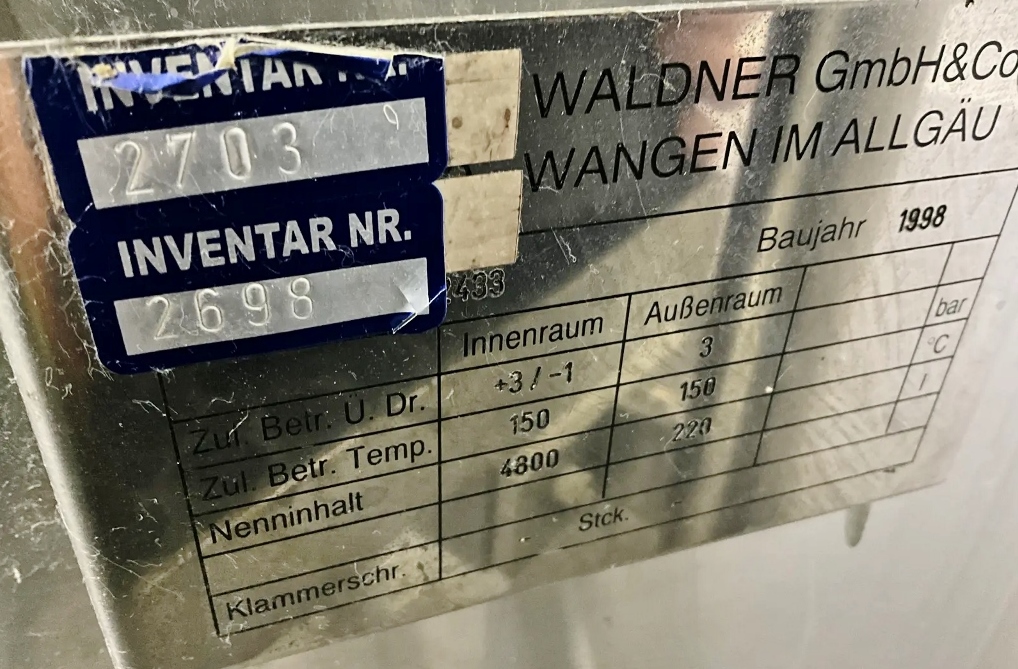 INVENTAR NR.
2703
INVENTAR NR.
2698
WALDNER GmbH&Co
WANGEN IM ALLGÄU
Baujahr 1998
2433
Innenraum Außenraum
Zul. Betr. Ü. Dr. +3 / -1 3 bar
Zul. Betr. Temp. 150 150 °C
Nenninhalt 4800 220 l
Klammerschr. Stck.